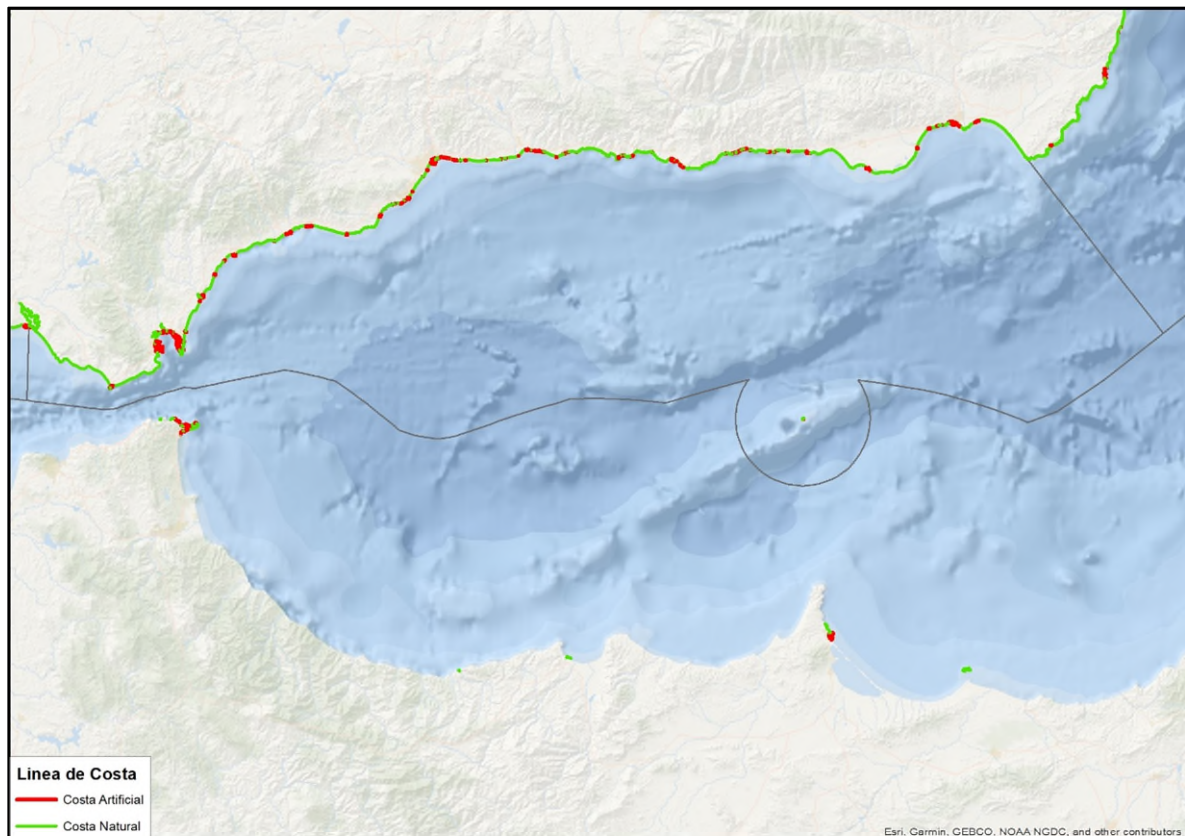 Linea de Costa
Costa Artificial
Costa Natural
Esri, Garmin, GEBCO, NOAA NGDC, and other contributors